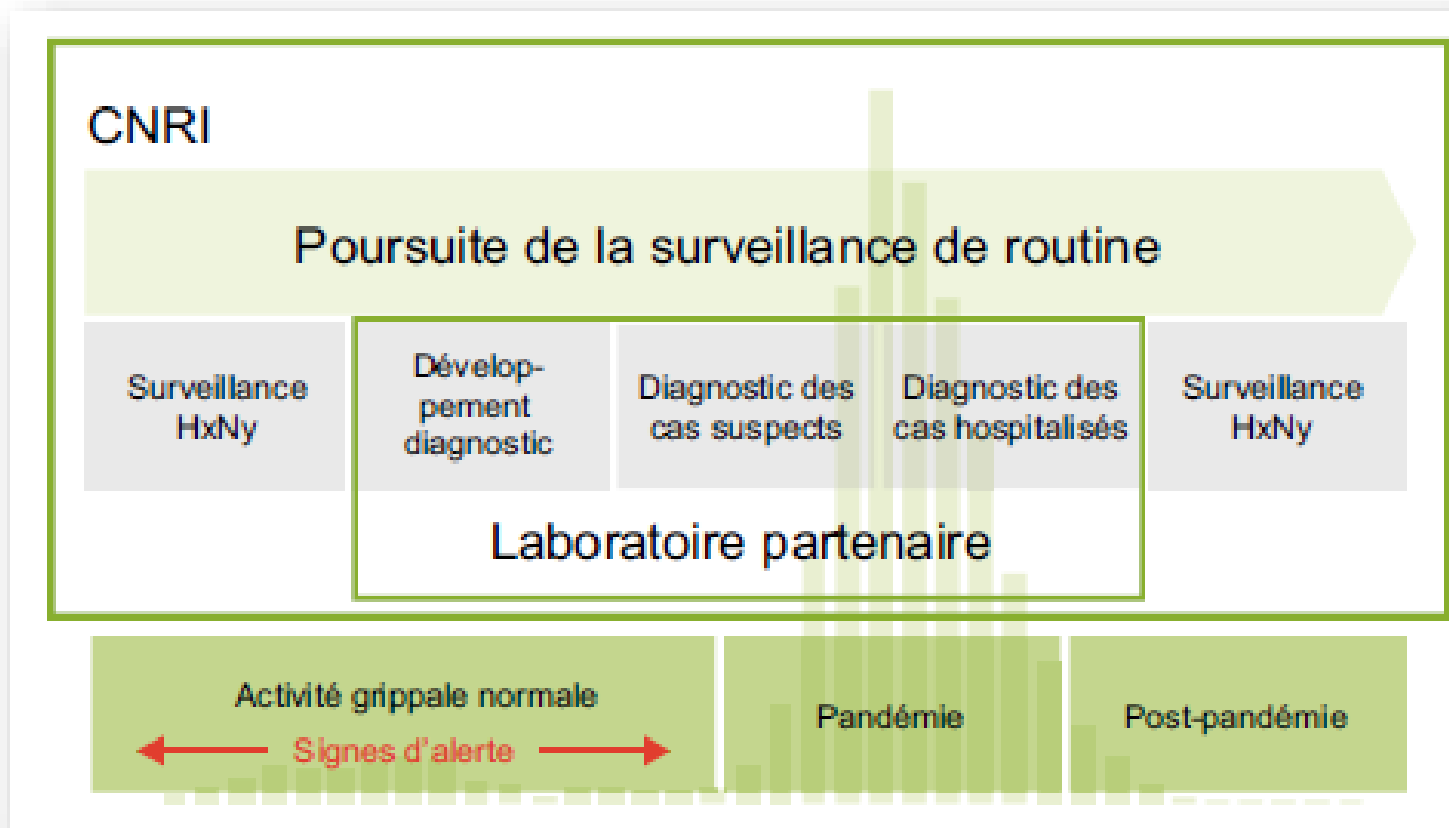 CNRI
Poursuite de la surveillance de routine
Surveillance
HxNy
Dévelop-
pement
diagnostic
Diagnostic des
cas suspects
Diagnostic des
cas hospitalisés
Surveillance
HxNy
Laboratoire partenaire
Activité grippale normale
Signes d'alerte
Pandémie
Post-pandémie